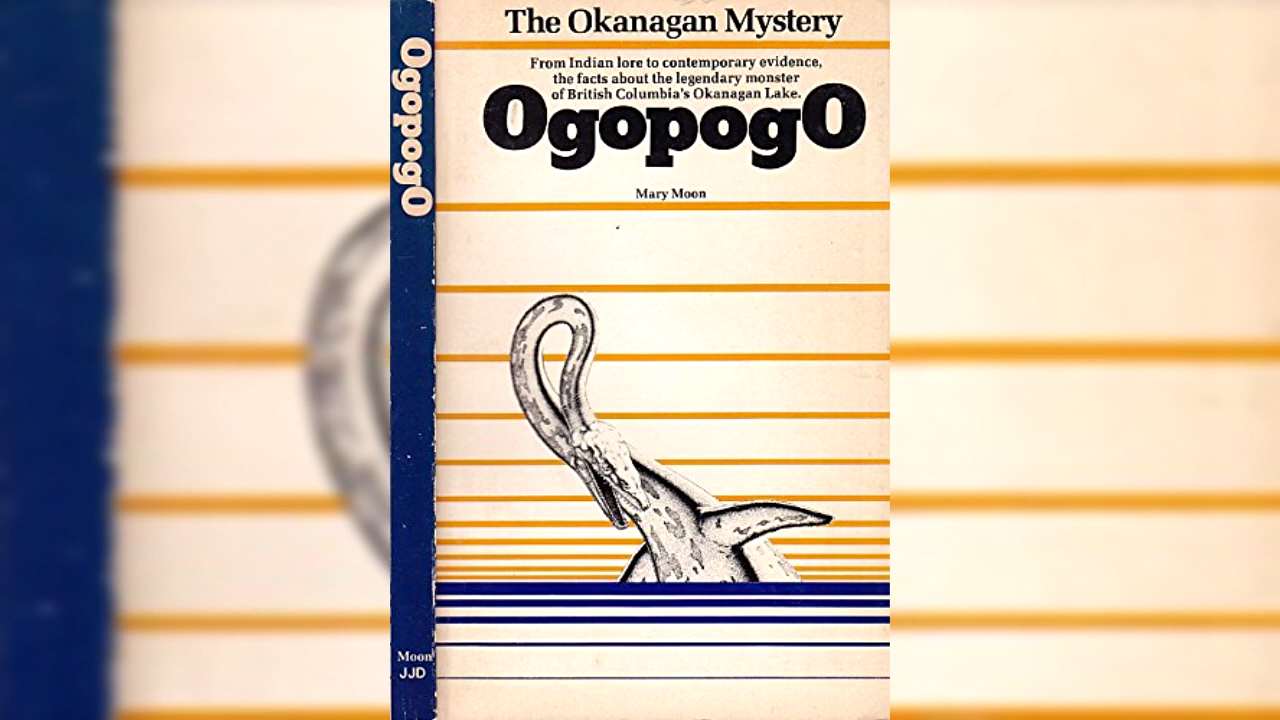 The Okanagan Mystery
From Indian lore to contemporary evidence,
the facts about the legendary monster
of British Columbia's Okanagan Lake.
OgopogO
Mary Moon
OgopogO
Moon
JJD